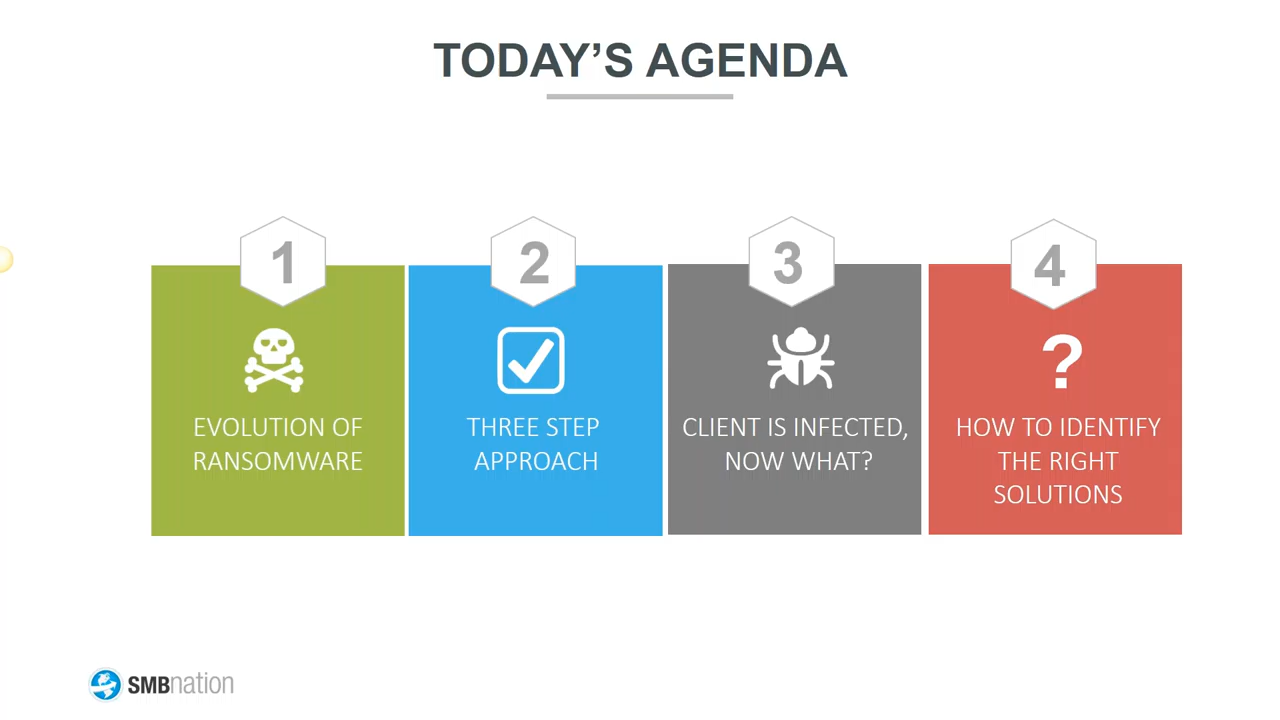 TODAY’S AGENDA
1
EVOLUTION OF
RANSOMWARE
2
THREE STEP
APPROACH
3
CLIENT IS INFECTED,
NOW WHAT?
4
?
HOW TO IDENTIFY
THE RIGHT
SOLUTIONS
SMBnation